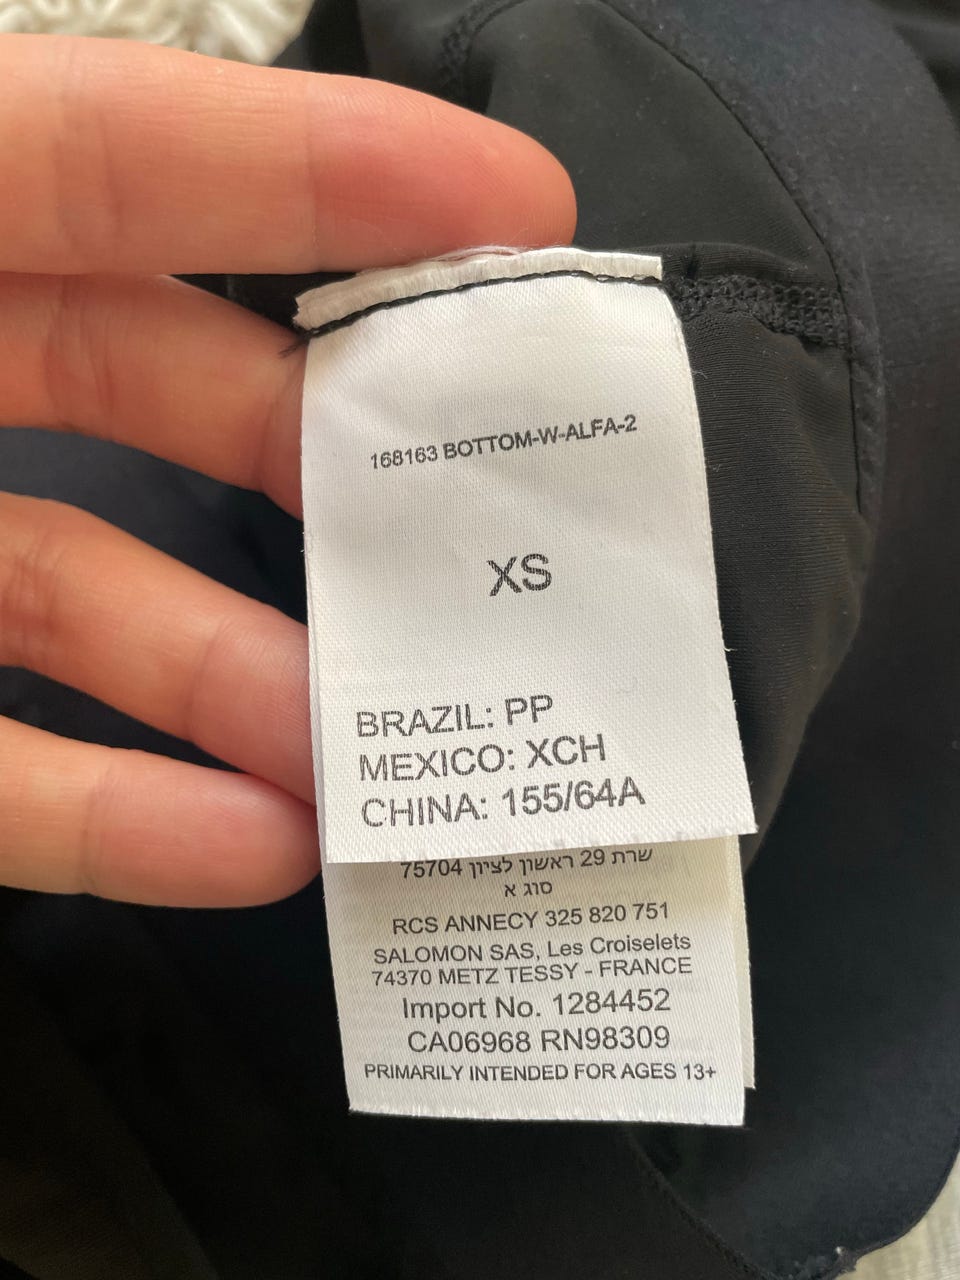 168163 BOTTOM-W-ALFA-2
XS
BRAZIL: PP
MEXICO: XCH
CHINA: 155/64A
שרת 29 ראשון לציון 75704
סוג א
RCS ANNECY 325 820 751
SALOMON SAS, Les Croiselets
74370 METZ TESSY - FRANCE
Import No. 1284452
CA06968 RN98309
PRIMARILY INTENDED FOR AGES 13+